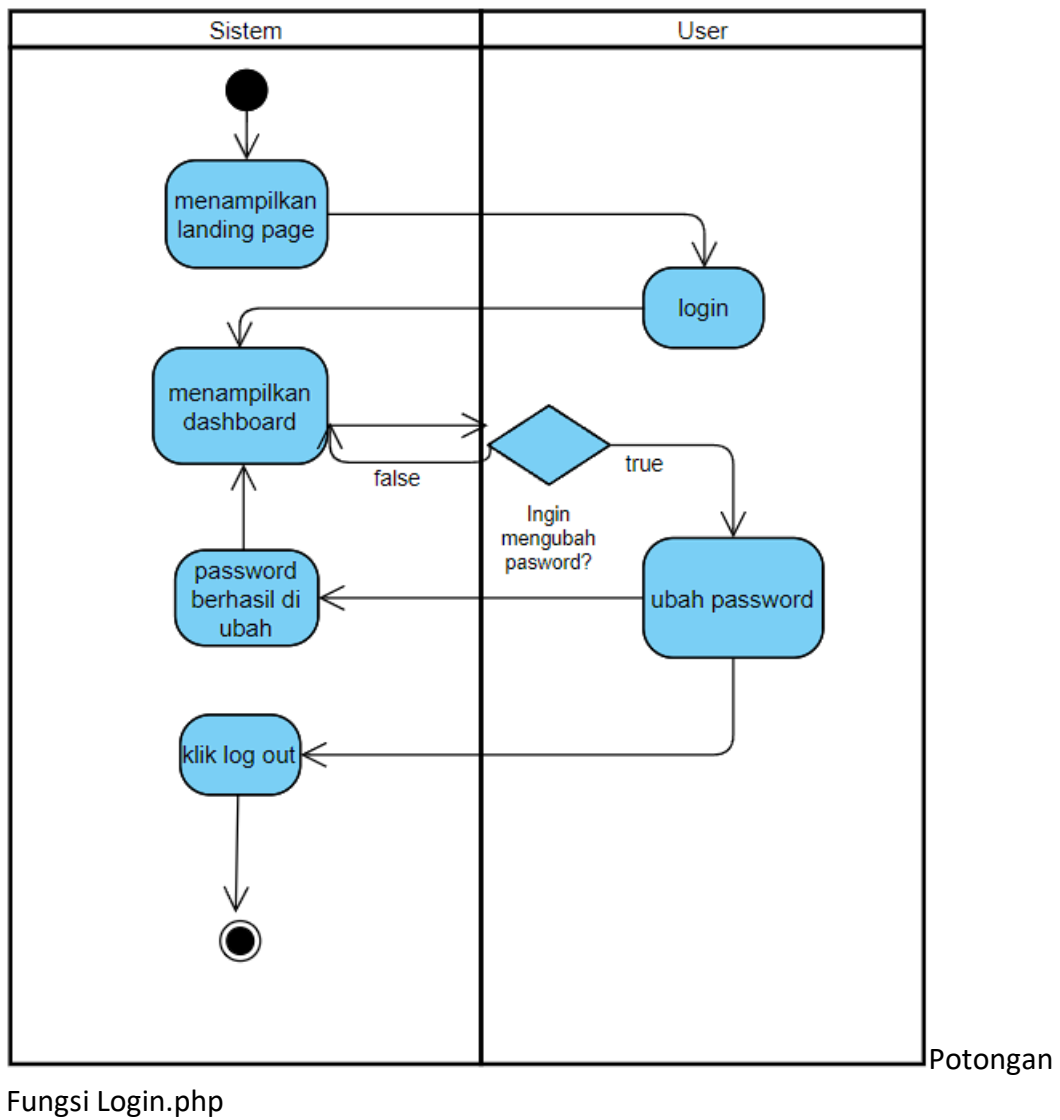 Sistem
User
menampilkan
landing page
login
menampilkan
dashboard
false
true
Ingin
mengubah
pasword?
password
berhasil di
ubah
ubah password
klik log out
Potongan
Fungsi Login.php